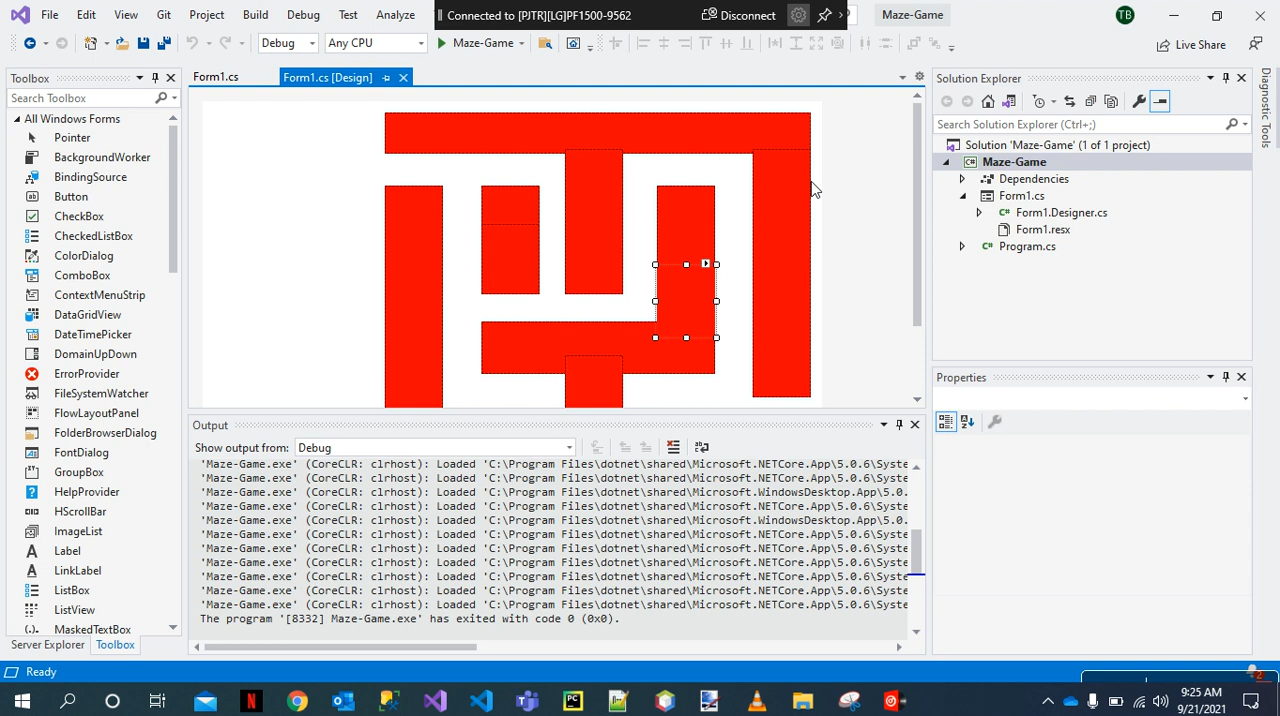 File Edit View Git Project Build Debug Test Analyze
Connected to [PJTR][LG]PF1500-9562
Disconnect
Maze-Game
TB
Debug
Any CPU
Maze-Game
Live Share
Toolbox
Search Toolbox
All Windows Forms
Pointer
BackgroundWorker
BindingSource
Button
CheckBox
CheckedListBox
ColorDialog
ComboBox
ContextMenuStrip
DataGridView
DateTimePicker
DomainUpDown
ErrorProvider
FileSystemWatcher
FlowLayoutPanel
FolderBrowserDialog
FontDialog
GroupBox
HelpProvider
HScrollBar
ImageList
Label
LinkLabel
ListBox
ListView
MaskedTextBox
Server Explorer Toolbox
Form1.cs
Form1.cs [Design]
Output
Show output from: Debug
'Maze-Game.exe' (CoreCLR: clrhost): Loaded 'C:\Program Files\dotnet\shared\Microsoft.NETCore.App\5.0.6\Syste
'Maze-Game.exe' (CoreCLR: clrhost): Loaded 'C:\Program Files\dotnet\shared\Microsoft.NETCore.App\5.0.6\Syste
'Maze-Game.exe' (CoreCLR: clrhost): Loaded 'C:\Program Files\dotnet\shared\Microsoft.WindowsDesktop.App\5.0.
'Maze-Game.exe' (CoreCLR: clrhost): Loaded 'C:\Program Files\dotnet\shared\Microsoft.NETCore.App\5.0.6\Syste
'Maze-Game.exe' (CoreCLR: clrhost): Loaded 'C:\Program Files\dotnet\shared\Microsoft.WindowsDesktop.App\5.0.
'Maze-Game.exe' (CoreCLR: clrhost): Loaded 'C:\Program Files\dotnet\shared\Microsoft.NETCore.App\5.0.6\Syste
'Maze-Game.exe' (CoreCLR: clrhost): Loaded 'C:\Program Files\dotnet\shared\Microsoft.NETCore.App\5.0.6\Syste
'Maze-Game.exe' (CoreCLR: clrhost): Loaded 'C:\Program Files\dotnet\shared\Microsoft.NETCore.App\5.0.6\Syste
'Maze-Game.exe' (CoreCLR: clrhost): Loaded 'C:\Program Files\dotnet\shared\Microsoft.NETCore.App\5.0.6\Syste
'Maze-Game.exe' (CoreCLR: clrhost): Loaded 'C:\Program Files\dotnet\shared\Microsoft.NETCore.App\5.0.6\Syste
'Maze-Game.exe' (CoreCLR: clrhost): Loaded 'C:\Program Files\dotnet\shared\Microsoft.NETCore.App\5.0.6\Syste
The program '[8332] Maze-Game.exe' has exited with code 0 (0x0).
Solution Explorer
Search Solution Explorer (Ctrl+;)
Solution 'Maze-Game' (1 of 1 project)
Maze-Game
Dependencies
Form1.cs
Form1.Designer.cs
Form1.resx
Program.cs
Properties
Diagnostic Tools
Ready
2
9:25 AM
9/21/2021